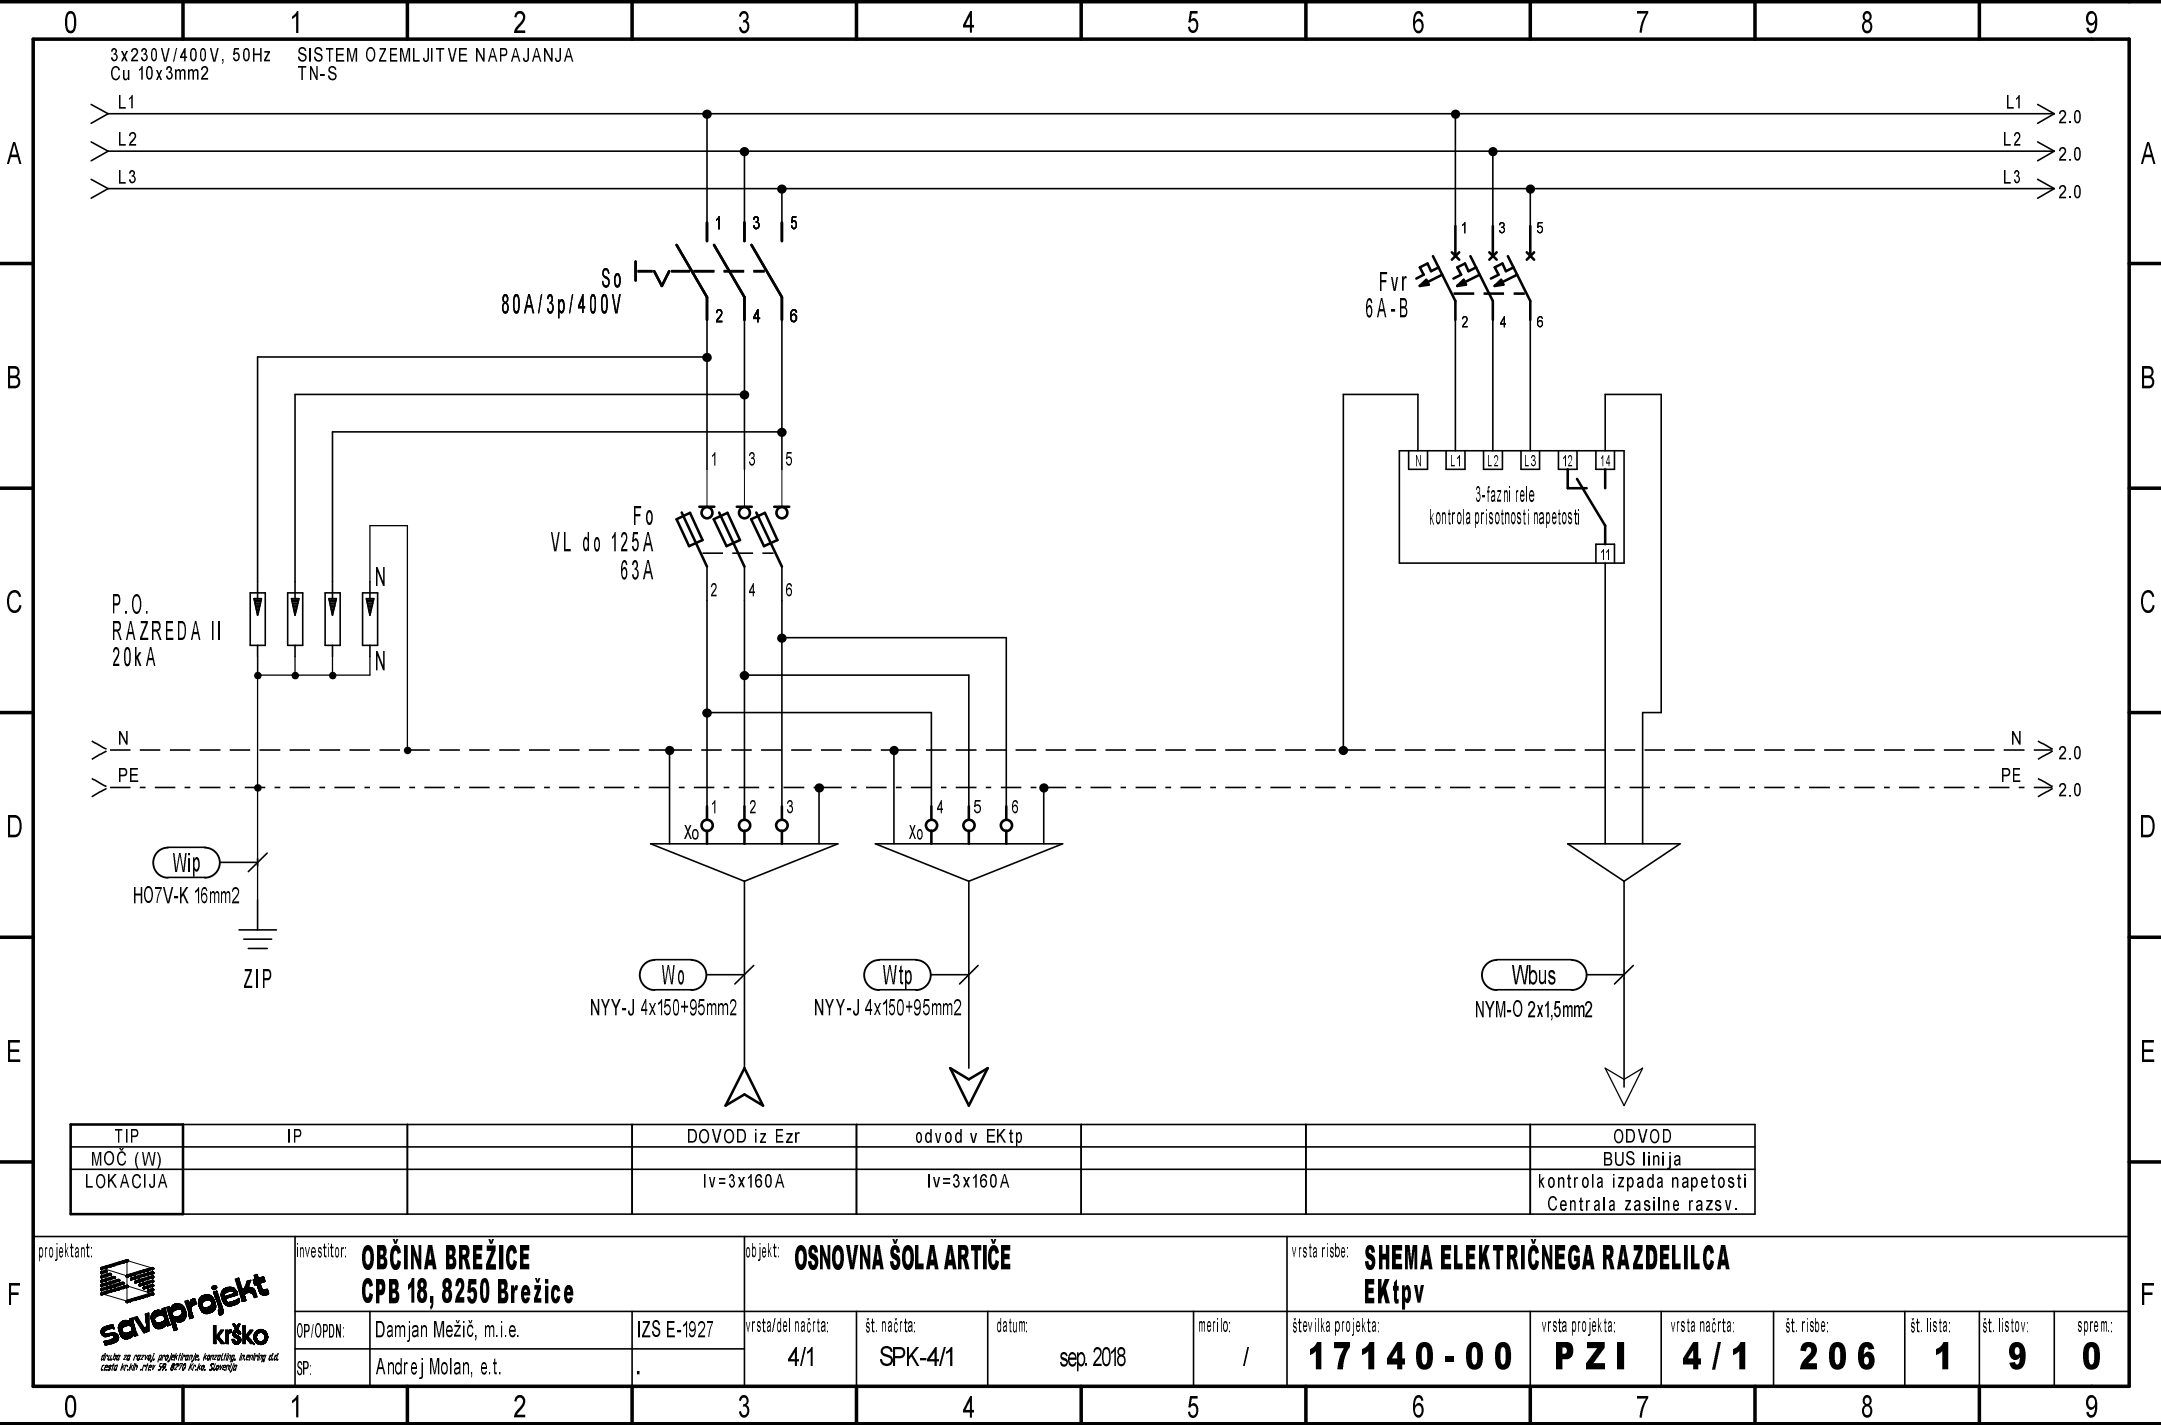 0 1 2 3 4 5 6 7 8 9
3x230V/400V, 50Hz SISTEM OZEMLJITVE NAPAJANJA
Cu 10x3mm2 TN-S
L1 L1 2.0
L2 L2 2.0
A A
L3 L3 2.0
1 3 5 1 3 5
So
80A/3p/400V
Fvr
6A-B
2 4 6 2 4 6
B B
1 3 5
N L1 L2 L3 12 14
3-fazni rele
kontrola prisotnosti napetosti
11
Fo
VL do 125A
63A
N
2 4 6
C C
P.O.
RAZREDA II
20kA
N
N N 2.0
PE PE 2.0
1 2 3 4 5 6
Xo Xo
D D
Wip
H07V-K 16mm2
ZIP
Wo Wtp Wbus
NYY-J 4x150+95mm2 NYY-J 4x150+95mm2 NYM-O 2x1,5mm2
E E
TIP IP DOVOD iz Ezr odvod v EKtp ODVOD
MOČ (W) BUS linija
LOKACIJA Iv=3x160A Iv=3x160A kontrola izpada napetosti
Centrala zasilne razsv.
F F
projektant:
savaprojekt
krško
investitor: OBČINA BREŽICE
CPB 18, 8250 Brežice
objekt: OSNOVNA ŠOLA ARTIČE
vrsta risbe: SHEMA ELEKTRIČNEGA RAZDELILCA
EKtpv
OP/OPDN: Damjan Mežič, m.i.e. IZS E-1927
SP: Andrej Molan, e.t. .
vrsta/del načrta: št. načrta: datum: merilo: številka projekta: vrsta projekta: vrsta načrta: št. risbe: št. lista: št. listov: sprem.:
4/1 SPK-4/1 sep. 2018 / 17140-00 PZI 4/1 206 1 9 0
0 1 2 3 4 5 6 7 8 9